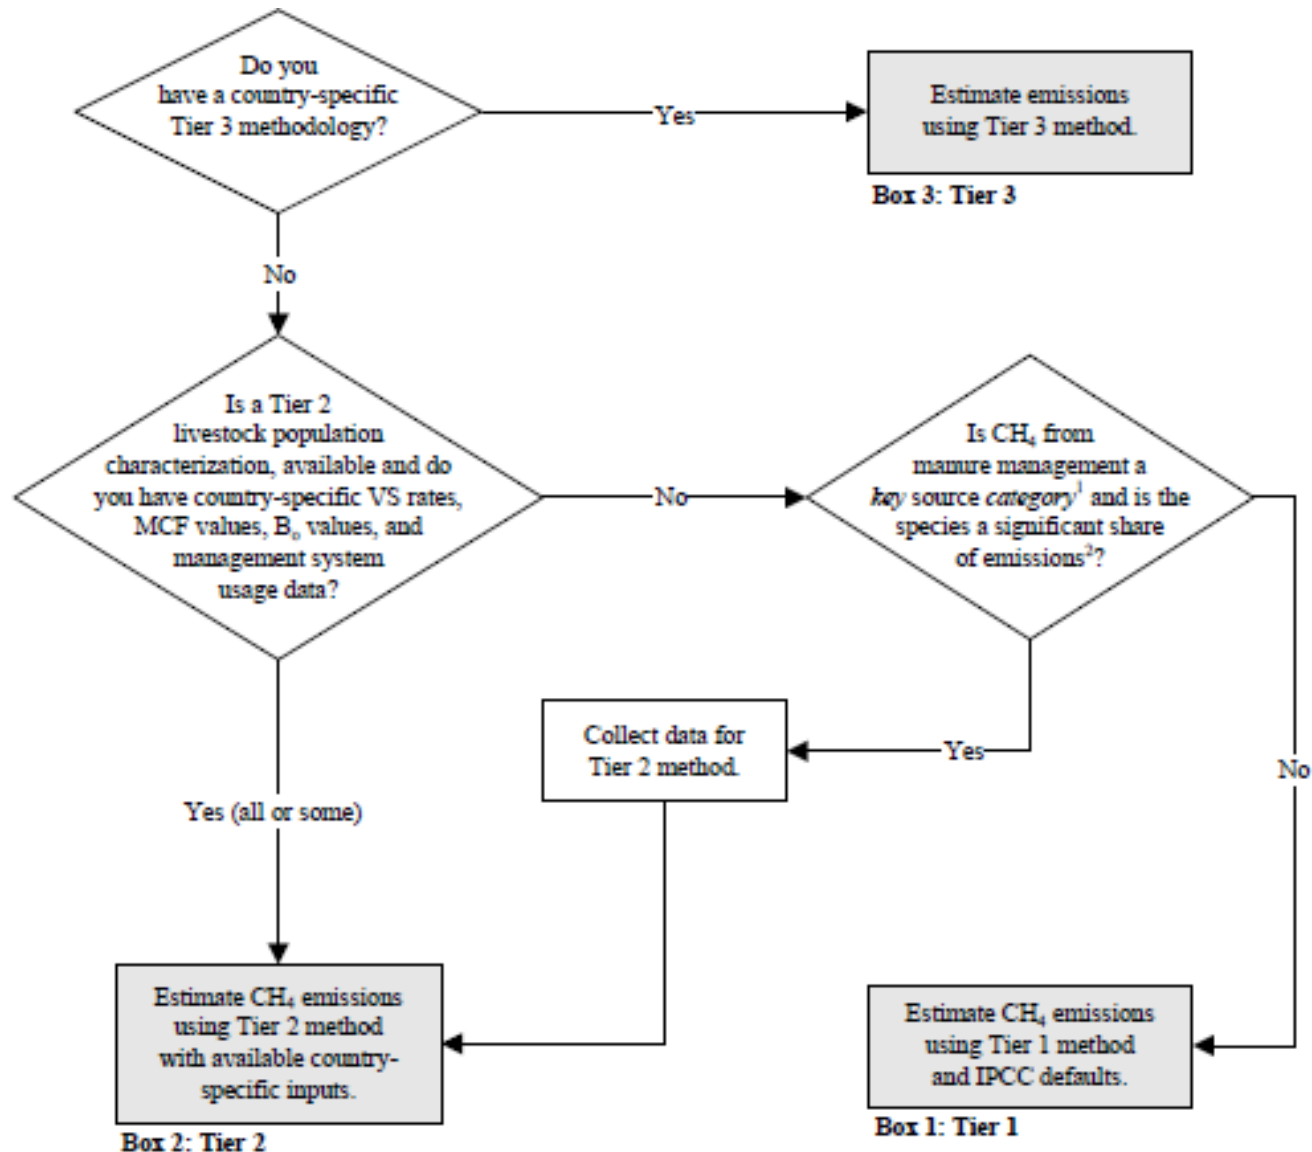 Do you
have a country-specific
Tier 3 methodology?
Yes
Estimate emissions
using Tier 3 method.
Box 3: Tier 3
No
Is a Tier 2
livestock population
characterization, available and do
you have country-specific VS rates,
MCF values, Bₒ values, and
management system
usage data?
No
Is CH₄ from
manure management a
key source category¹ and is the
species a significant share
of emissions²?
Collect data for
Tier 2 method.
Yes
No
Yes (all or some)
Estimate CH₄ emissions
using Tier 2 method
with available country-
specific inputs.
Box 2: Tier 2
Estimate CH₄ emissions
using Tier 1 method
and IPCC defaults.
Box 1: Tier 1